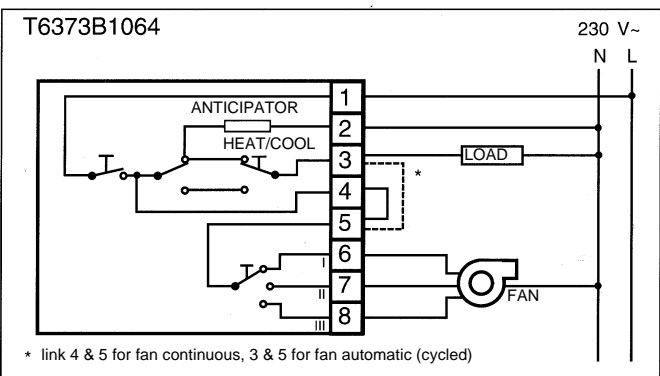 T6373B1064
230 V~
N L
ANTICIPATOR
HEAT/COOL
LOAD
*
1
2
3
4
5
6
7
8
I
II
III
FAN
* link 4 & 5 for fan continuous, 3 & 5 for fan automatic (cycled)